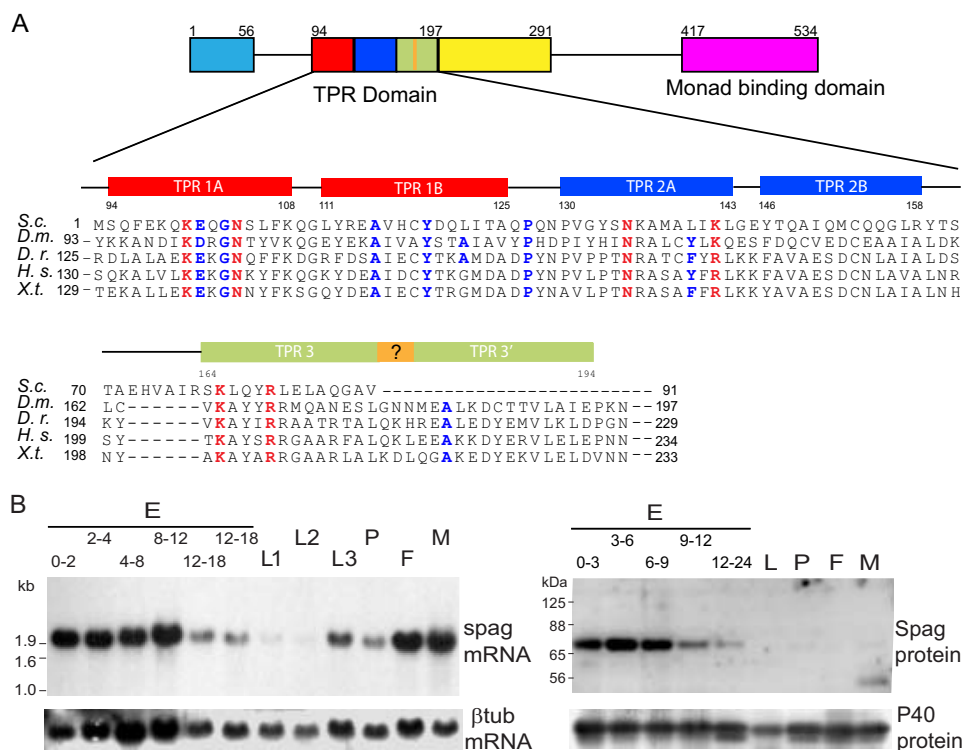 A
1 56 94 197 291 417 534
TPR Domain
Monad binding domain
TPR 1A TPR 1B TPR 2A TPR 2B
94 108 111 125 130 143 146 158
S.c. 1 MSQFEKQKEQGNSLFKQGLYREAVHCYDQLITAQPQNPVGYSNKAMALIKLGEYTQAIQMCQQGLRYTS
D.m. 93 YKKANDIKDRGNTYVKQGEYEKAIVAYSTAIAVYPHDPIYHINRALCYLKQESFDQCVEDCEAAIALDK
D. r. 125 RDLALAEKEKGNQFFKDGRYEEAIECYTKAMDADPYNPVLPTNRATCFYRLKKFAVAESDCNLAIALDS
H. s. 130 SQKALVLKEKGNKFFKQGKYDEAIDCYTKGMDADPYNPVLPTNRASAYFRLKKFAVAESDCNLAVALNR
X.t. 129 TEKALLEKEKGNNYFKSGQYDEAIECYTRGMDADPYNAVLPTNRASAFFRLKKYAVAESDCNLAIALNH
TPR 3 ? TPR 3'
164 194
S.c. 70 TAEHVAIRSKLQYRLELAQGAV---------------- 91
D.m. 162 LC------VKAYYRRMQANESLGNNMEALKDCTTVLAIEPKN-- 197
D. r. 194 KY------VKAYIRRAATRTALQKHREALEDYEMVLKLDPGN-- 229
H. s. 199 SY------TKAYSRRGAARFALQKLEEAKKDYERVLELEPNN-- 234
X.t. 198 NY------AKAYARRGAARLALKDLQGAKEDYEKVLELDVNN-- 233
B
E
2-4 8-12 12-18
0-2 4-8 12-18 L1 L2 L3 P F M
kb
1.9
1.6
1.0
spag
mRNA
βtub
mRNA
E
3-6 9-12
0-3 6-9 12-24 L P F M
kDa
125
88
65
56
Spag
protein
P40
protein